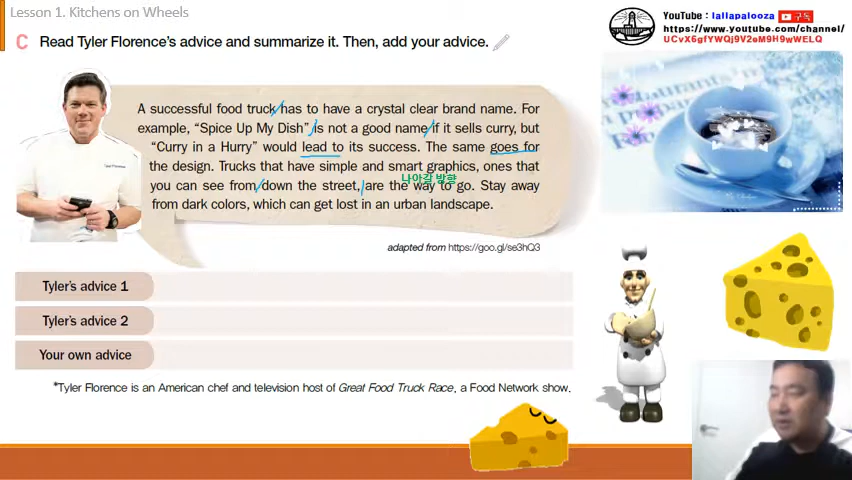 Lesson 1. Kitchens on Wheels
C Read Tyler Florence's advice and summarize it. Then, add your advice.
YouTube : lallapalooza 구독
https://www.youtube.com/channel/
UCvX6gfYWQj9V2eM9H9wWELQ
A successful food truck has to have a crystal clear brand name. For
example, “Spice Up My Dish” is not a good name if it sells curry, but
“Curry in a Hurry” would lead to its success. The same goes for
the design. Trucks that have simple and smart graphics, ones that
나아갈 방향
you can see from down the street, are the way to go. Stay away
from dark colors, which can get lost in an urban landscape.
adapted from https://goo.gl/se3hQ3
Tyler's advice 1
Tyler's advice 2
Your own advice
*Tyler Florence is an American chef and television host of Great Food Truck Race, a Food Network show.